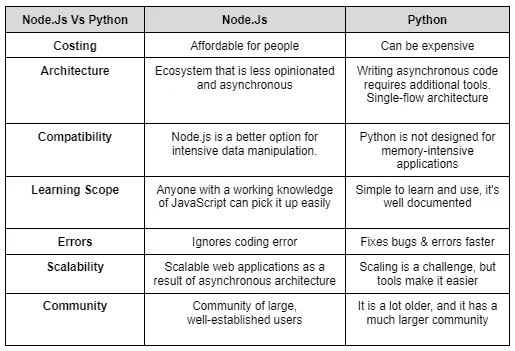 Node.Js Vs Python Node.Js Python
Costing Affordable for people Can be expensive
Architecture Ecosystem that is less opinionated Writing asynchronous code
and asynchronous requires additional tools.
Single-flow architecture
Compatibility Node.js is a better option for Python is not designed for
intensive data manipulation. memory-intensive
applications
Learning Scope Anyone with a working knowledge Simple to learn and use, it's
of JavaScript can pick it up easily well documented
Errors Ignores coding error Fixes bugs & errors faster
Scalability Scalable web applications as a Scaling is a challenge, but
result of asynchronous architecture tools make it easier
Community Community of large, It is a lot older, and it has a
well-established users much larger community